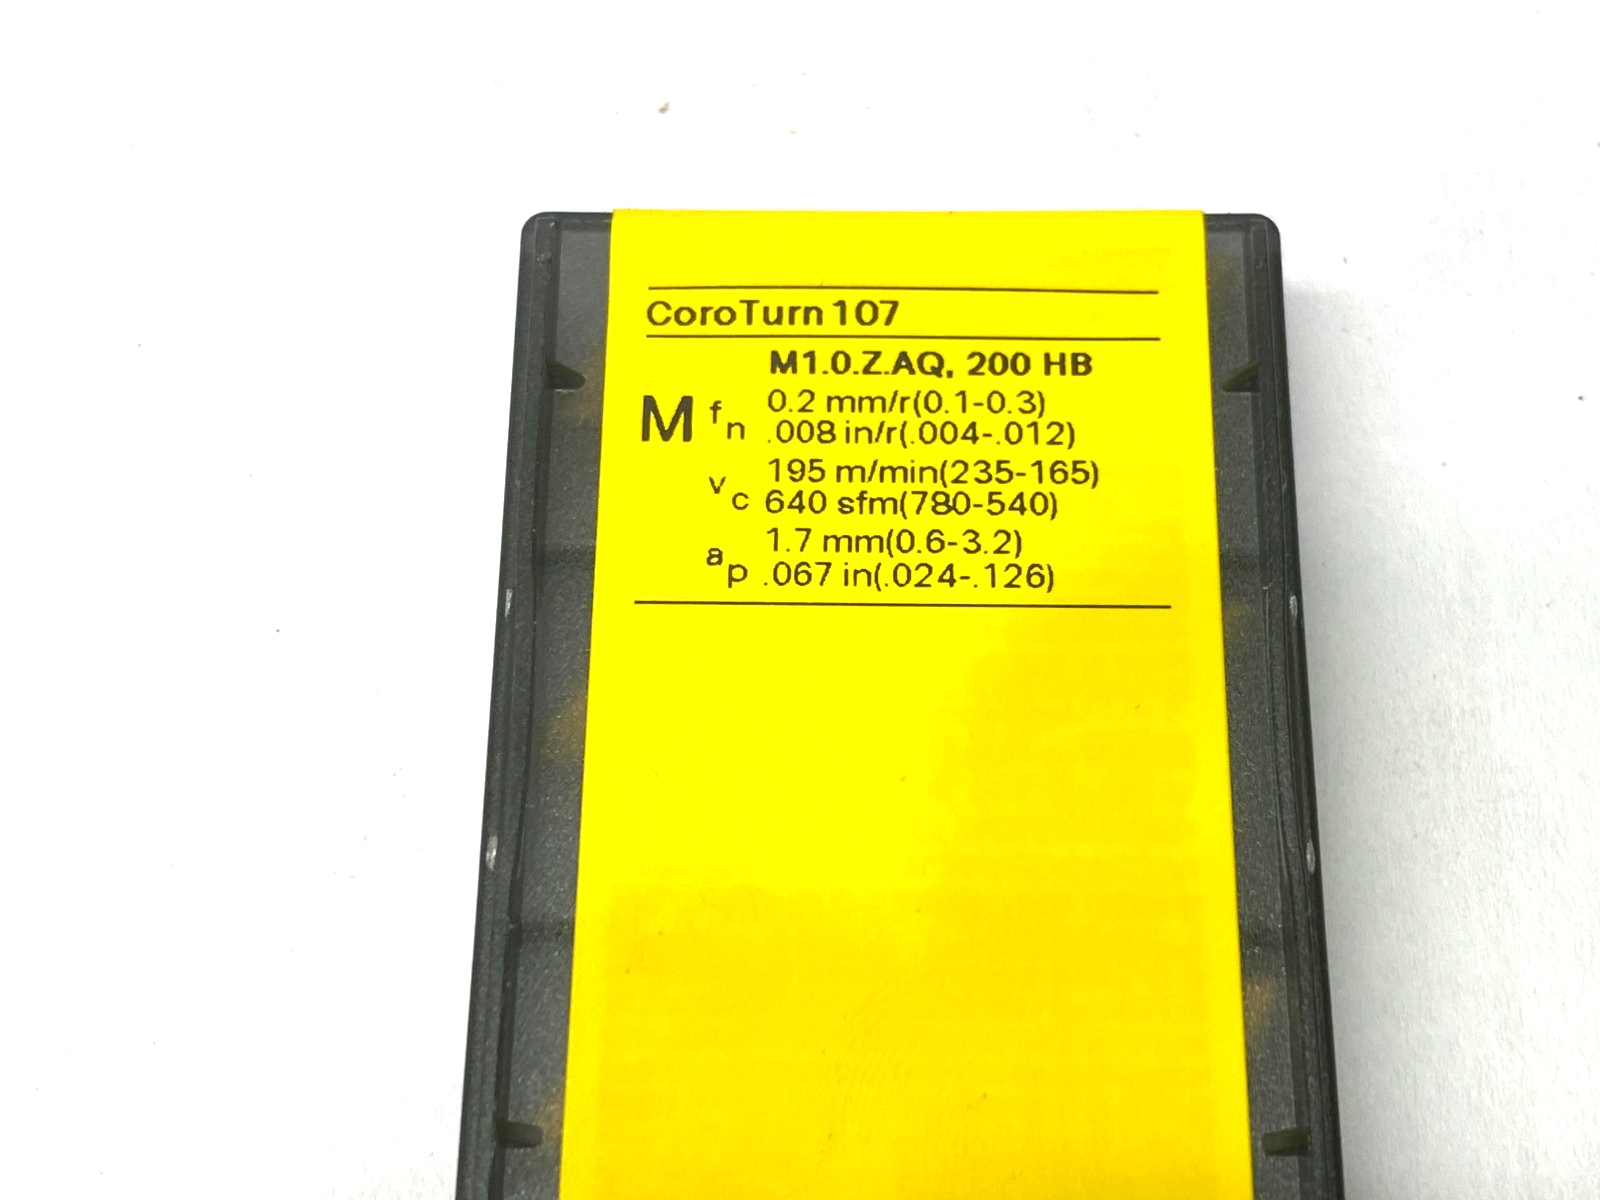 CoroTurn 107
M1.0.Z.AQ, 200 HB
M fn 0.2 mm/r(0.1-0.3)
.008 in/r(.004-.012)
vc 195 m/min(235-165)
640 sfm(780-540)
ap 1.7 mm(0.6-3.2)
.067 in(.024-.126)